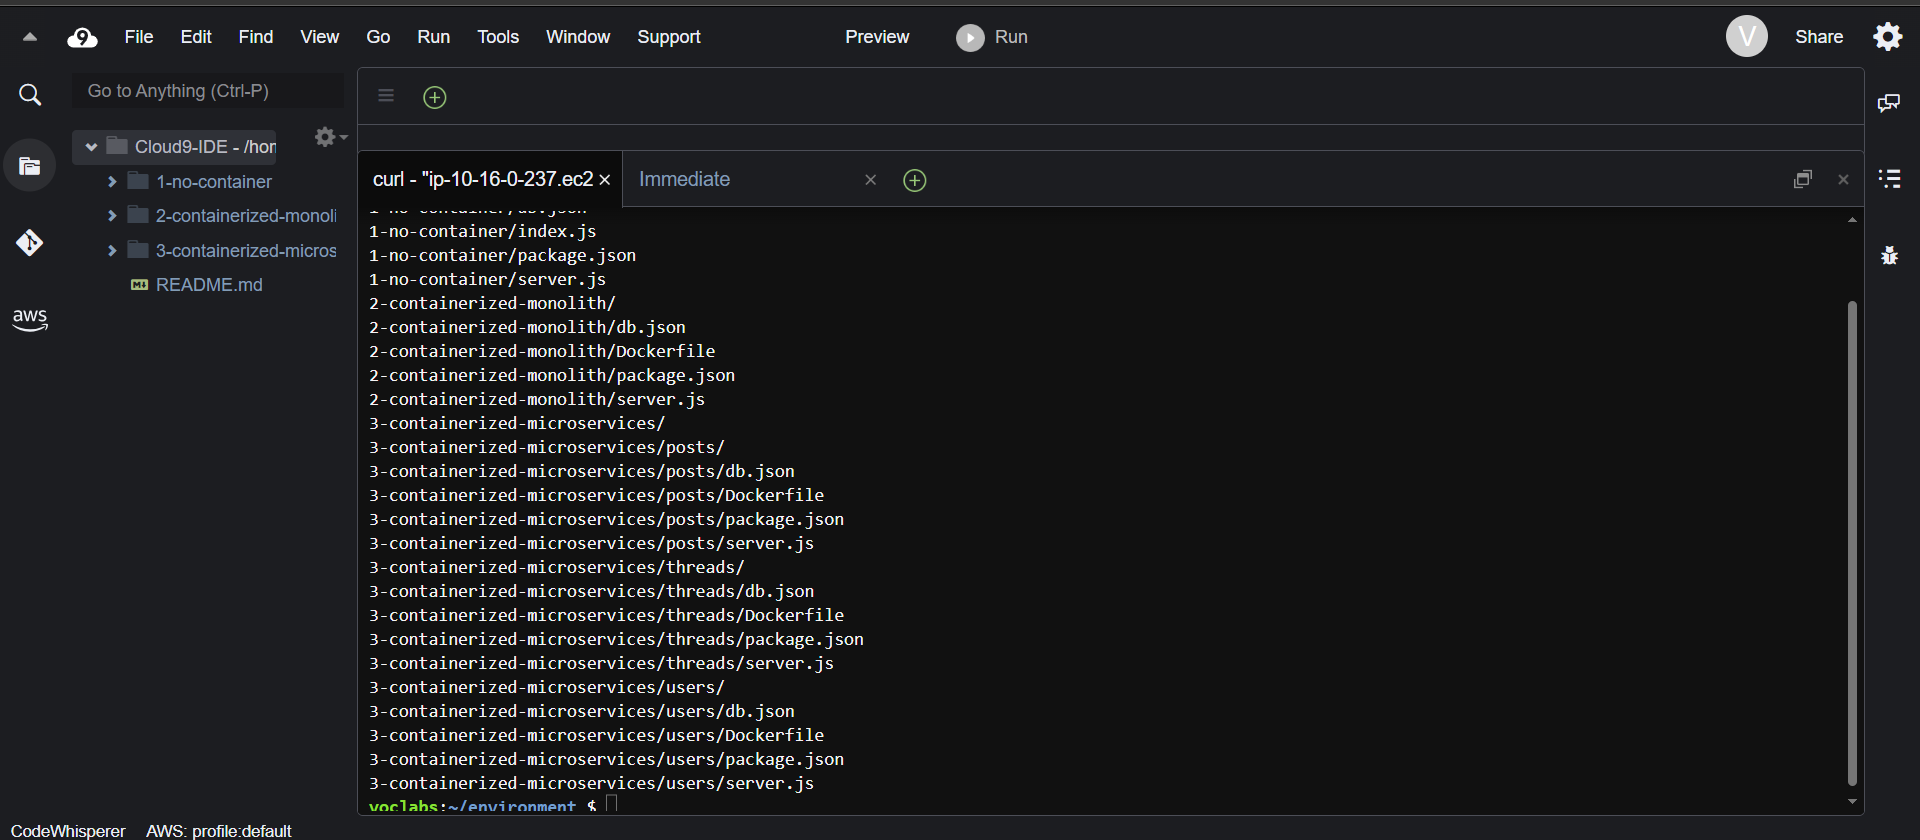 9 File Edit Find View Go Run Tools Window Support Preview Run V Share
Go to Anything (Ctrl-P)
Cloud9-IDE - /hon
1-no-container
2-containerized-monoli
3-containerized-micros
README.md
aws
curl - "ip-10-16-0-237.ec2 Immediate
1-no-container/db.json
1-no-container/index.js
1-no-container/package.json
1-no-container/server.js
2-containerized-monolith/
2-containerized-monolith/db.json
2-containerized-monolith/Dockerfile
2-containerized-monolith/package.json
2-containerized-monolith/server.js
3-containerized-microservices/
3-containerized-microservices/posts/
3-containerized-microservices/posts/db.json
3-containerized-microservices/posts/Dockerfile
3-containerized-microservices/posts/package.json
3-containerized-microservices/posts/server.js
3-containerized-microservices/threads/
3-containerized-microservices/threads/db.json
3-containerized-microservices/threads/Dockerfile
3-containerized-microservices/threads/package.json
3-containerized-microservices/threads/server.js
3-containerized-microservices/users/
3-containerized-microservices/users/db.json
3-containerized-microservices/users/Dockerfile
3-containerized-microservices/users/package.json
3-containerized-microservices/users/server.js
voclabs:~/environment $
CodeWhisperer AWS: profile:default